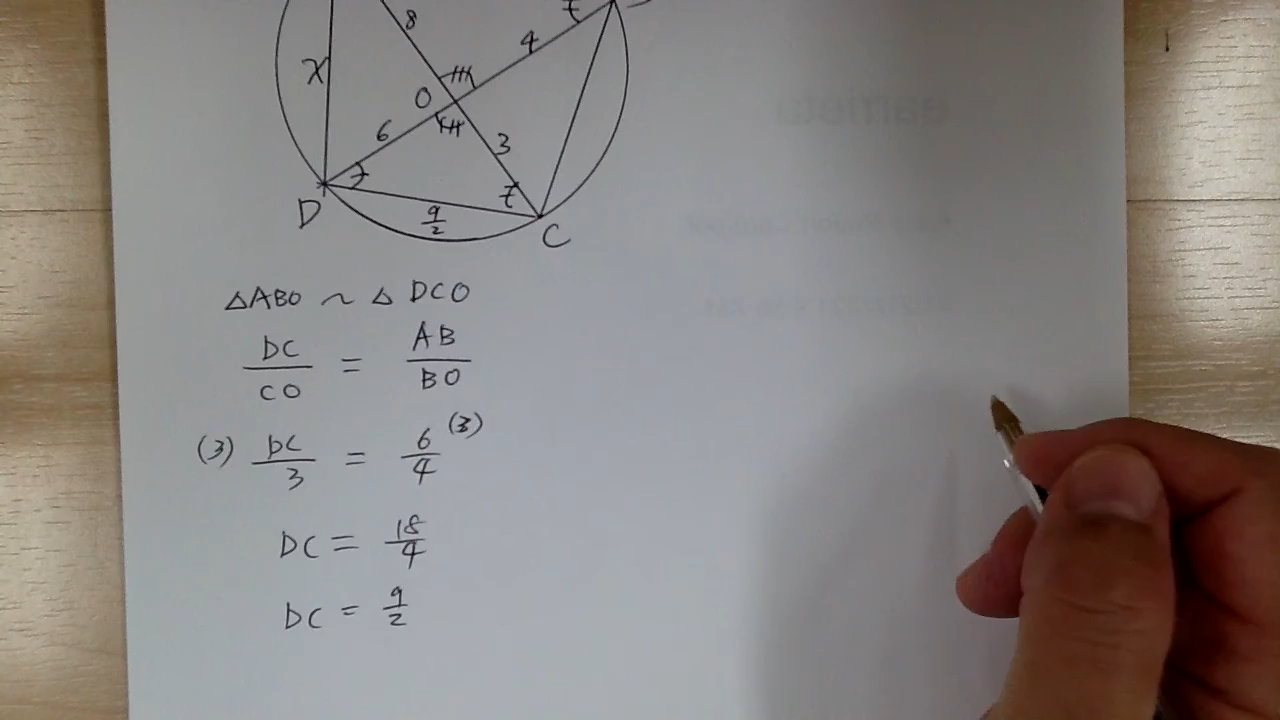 8
4
x
O
6
3
D
9/2
C
△ABO ~ △ DCO
DC/CO = AB/BO
(3) DC/3 = 6/4 (3)
DC = 18/4
DC = 9/2